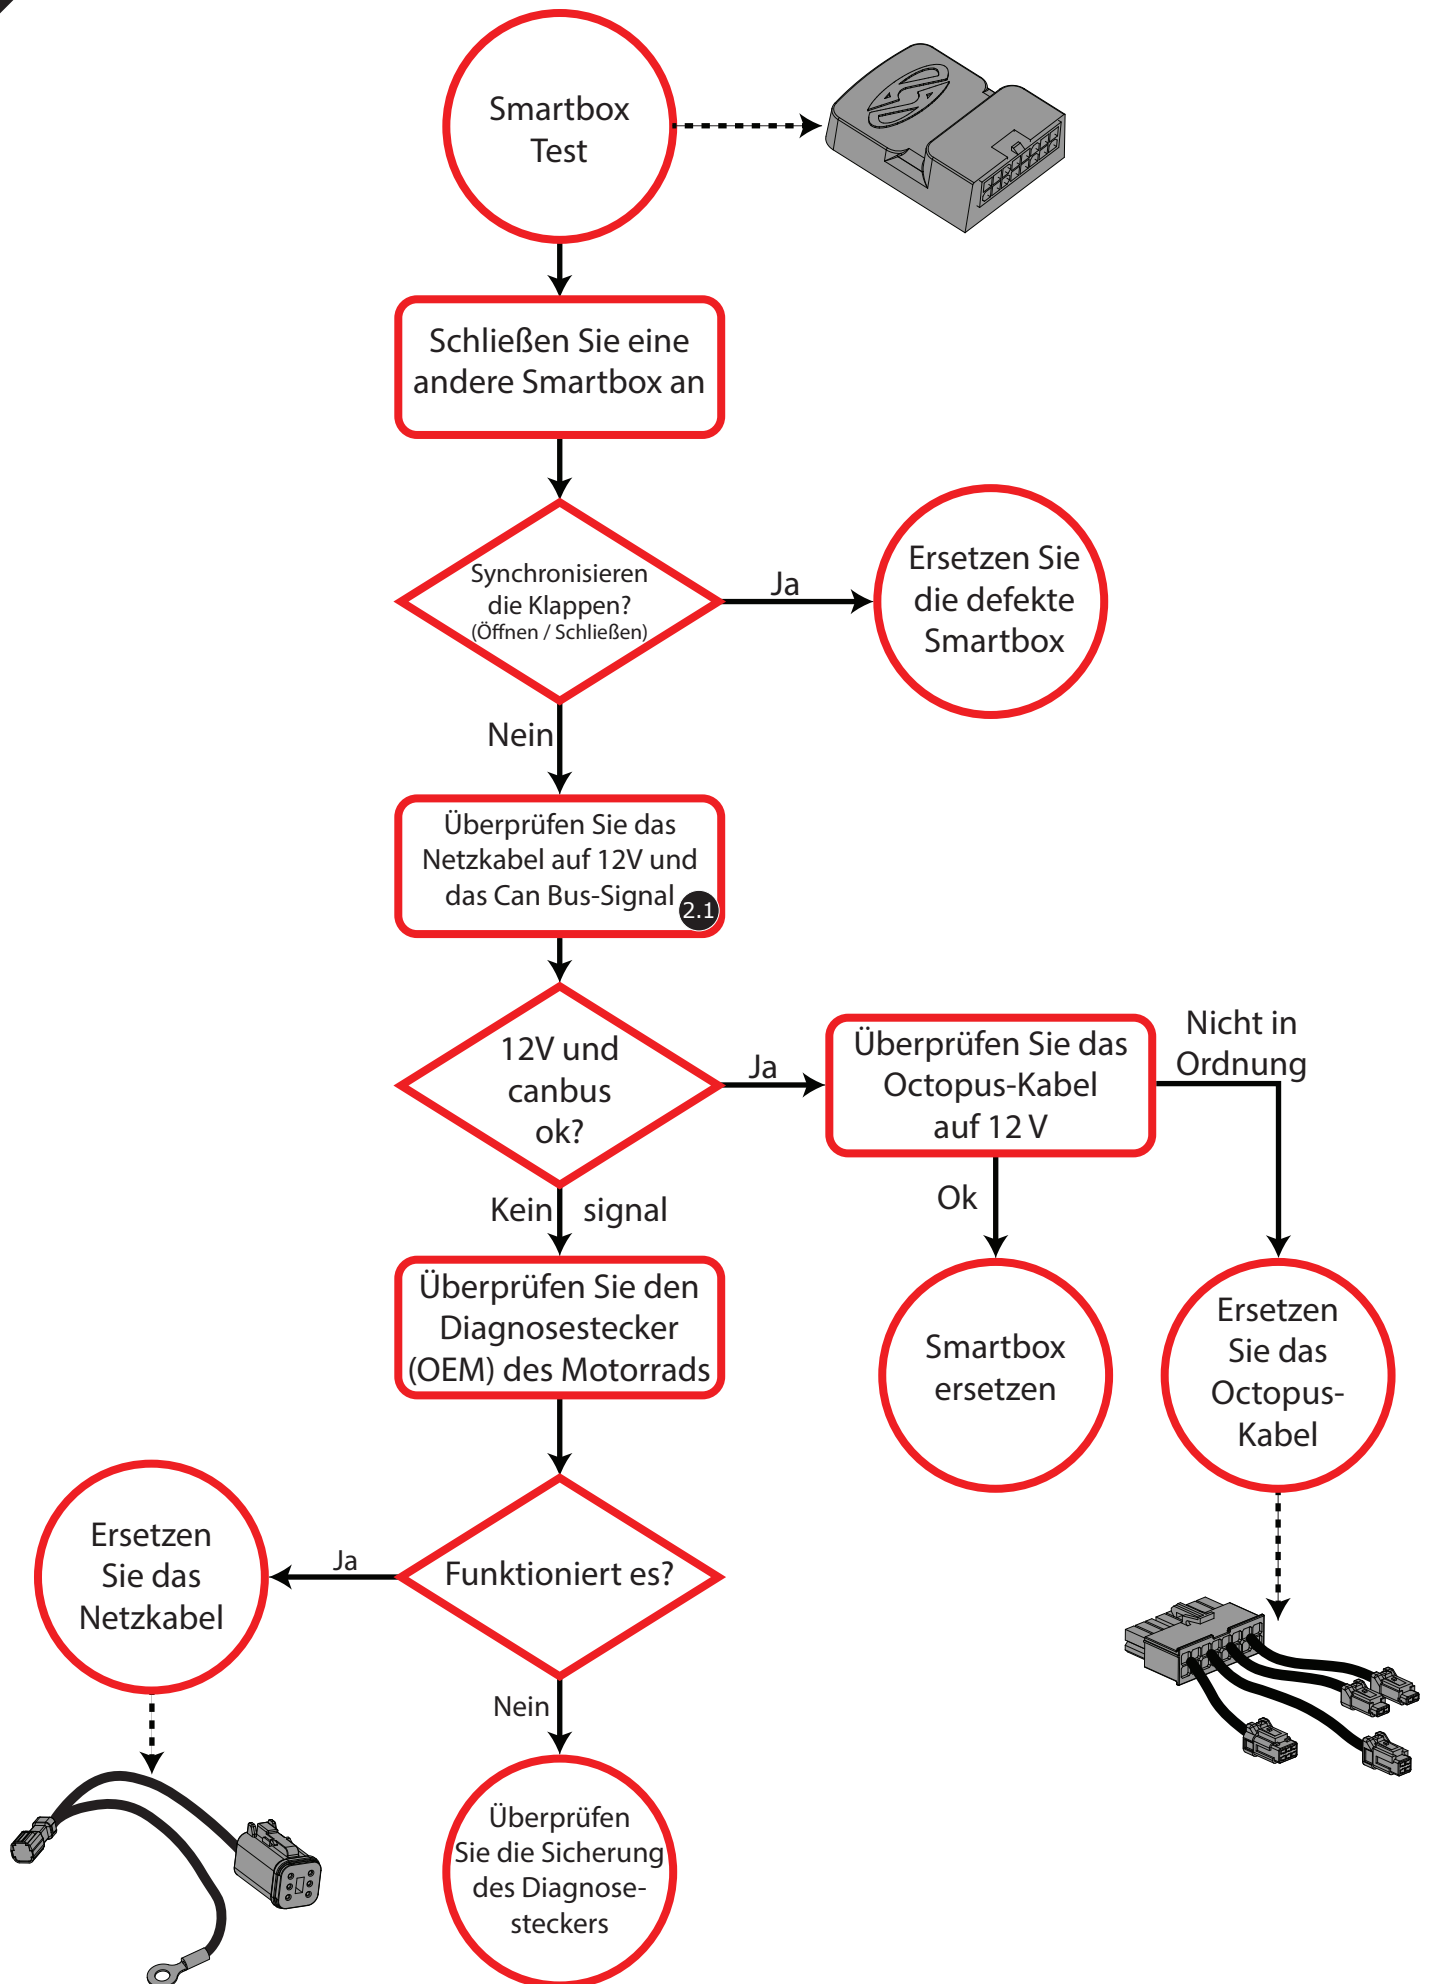 Smartbox
Test
Schließen Sie eine
andere Smartbox an
Synchronisieren
die Klappen?
(Öffnen / Schließen)
Ja
Ersetzen Sie
die defekte
Smartbox
Nein
Überprüfen Sie das
Netzkabel auf 12V und
das Can Bus-Signal
2.1
12V und
canbus
ok?
Ja
Überprüfen Sie das
Octopus-Kabel
auf 12 V
Nicht in
Ordnung
Ok
Kein signal
Überprüfen Sie den
Diagnosestecker
(OEM) des Motorrads
Smartbox
ersetzen
Ersetzen
Sie das
Octopus-
Kabel
Funktioniert es?
Ja
Ersetzen
Sie das
Netzkabel
Nein
Überprüfen
Sie die Sicherung
des Diagnose-
steckers